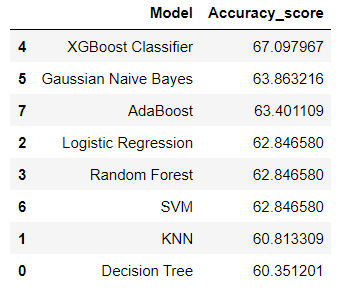 Model Accuracy_score
4 XGBoost Classifier 67.097967
5 Gaussian Naive Bayes 63.863216
7 AdaBoost 63.401109
2 Logistic Regression 62.846580
3 Random Forest 62.846580
6 SVM 62.846580
1 KNN 60.813309
0 Decision Tree 60.351201